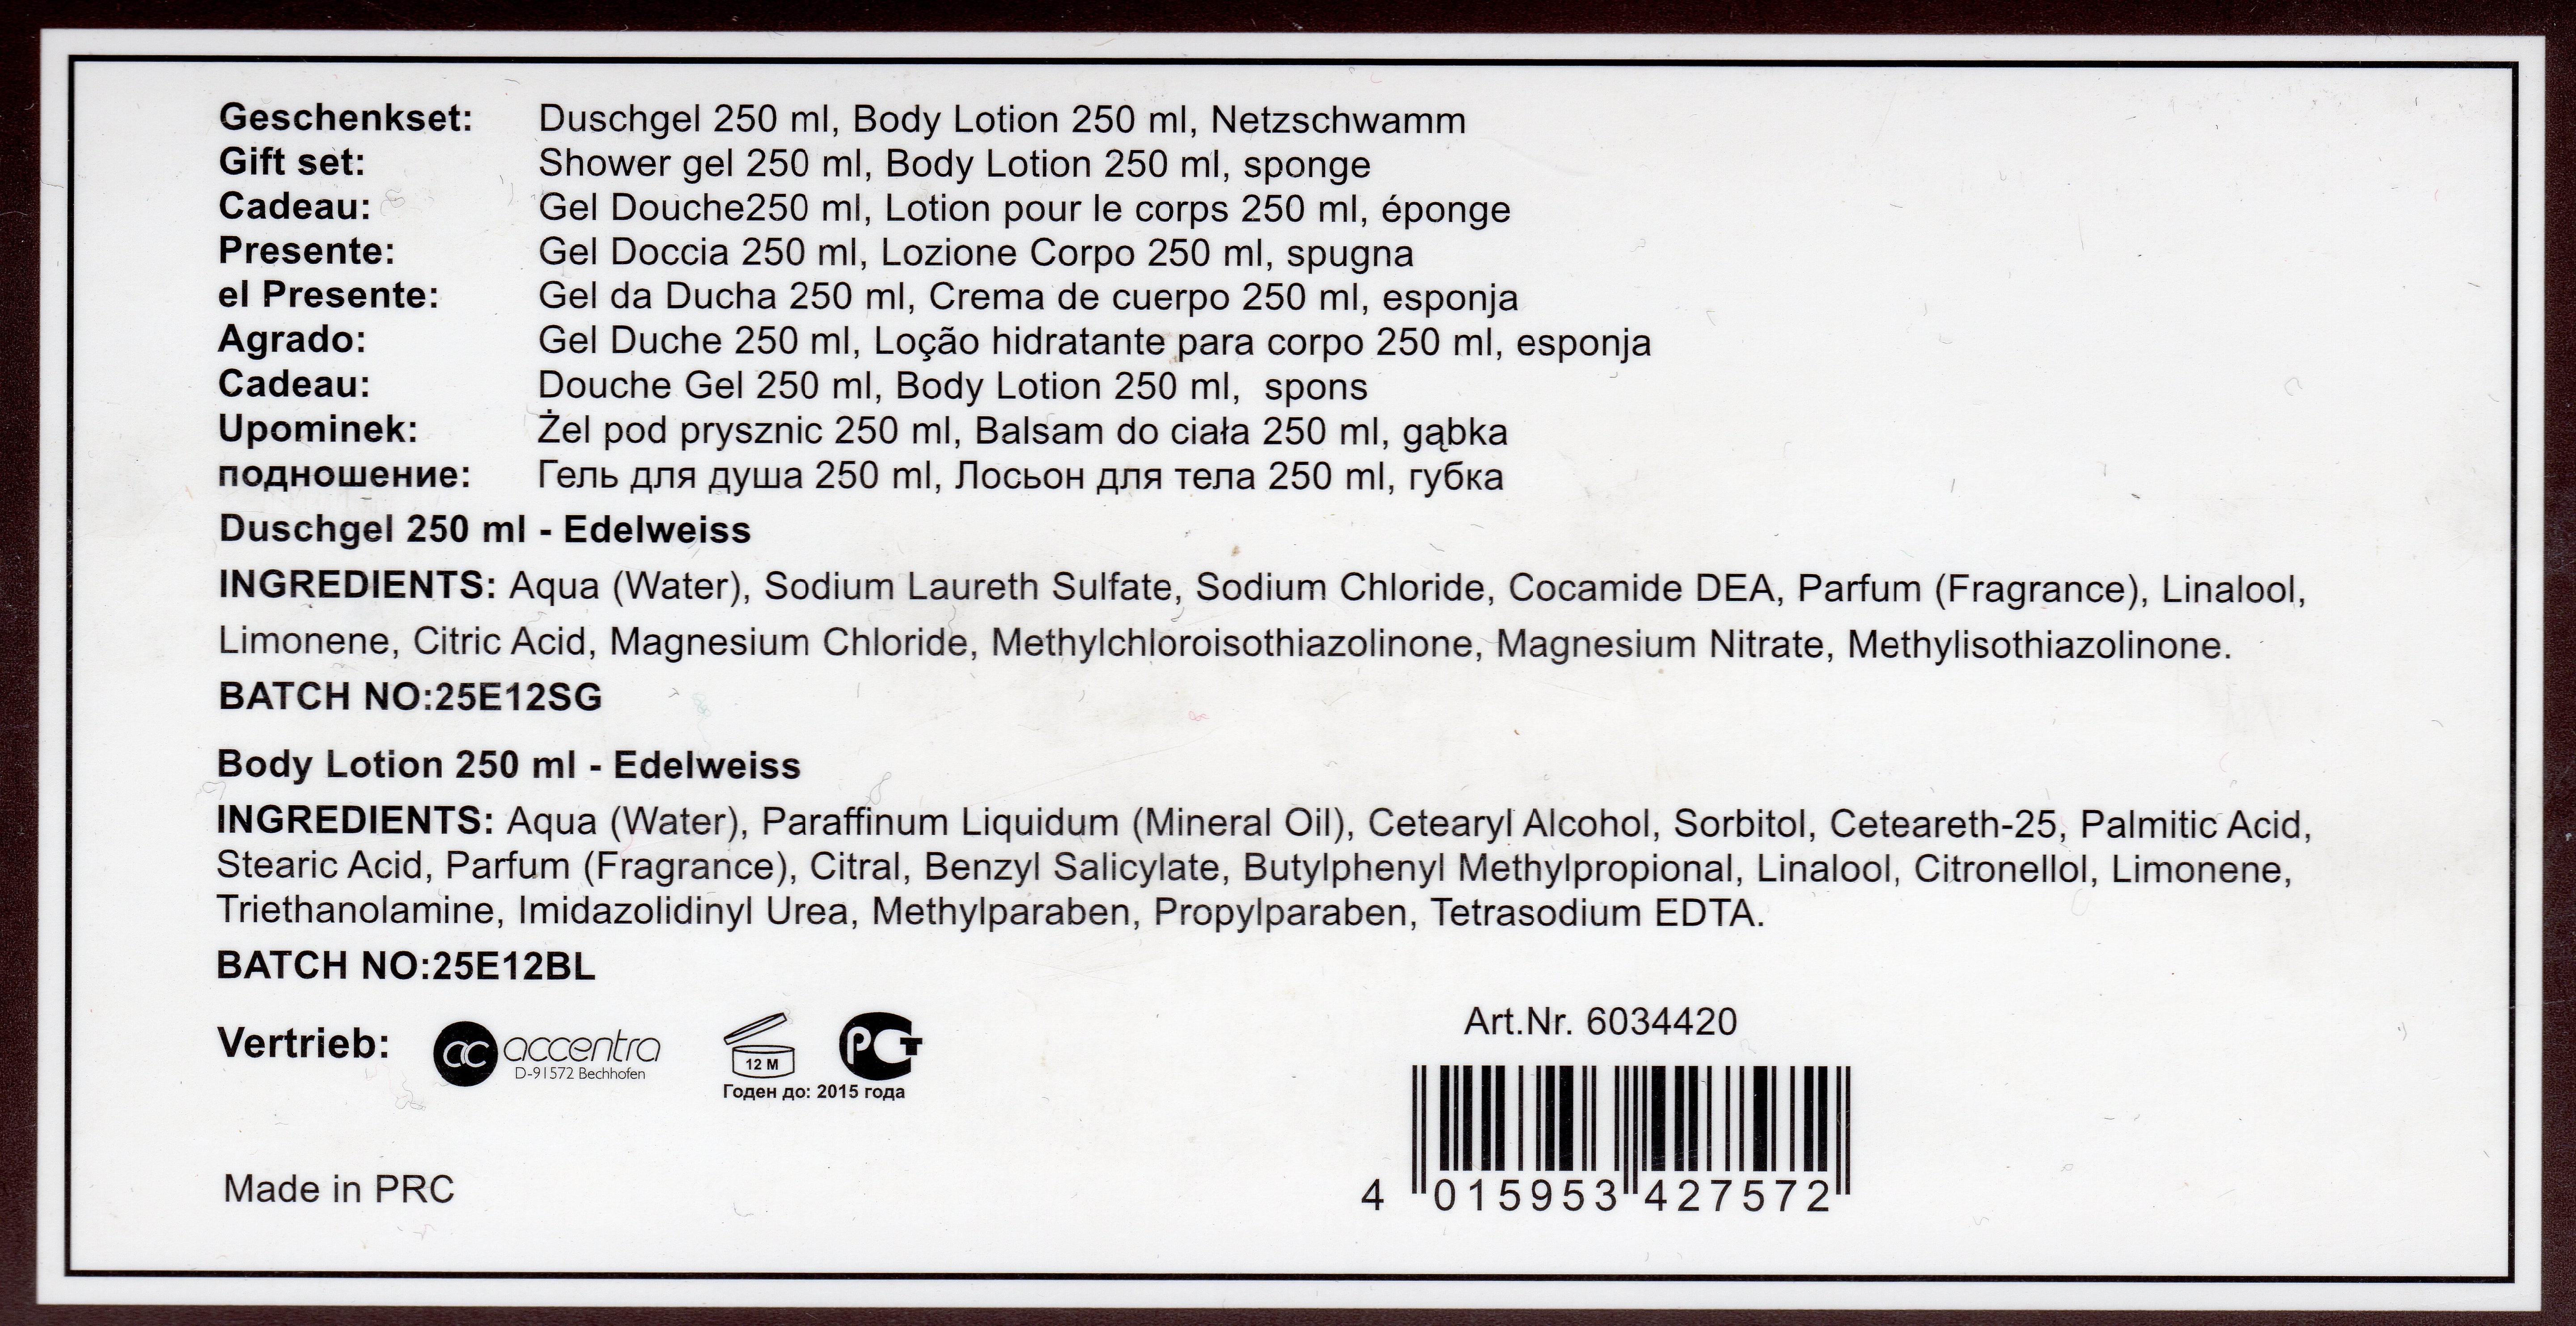 Geschenkset: Duschgel 250 ml, Body Lotion 250 ml, Netzschwamm
Gift set: Shower gel 250 ml, Body Lotion 250 ml, sponge
Cadeau: Gel Douche250 ml, Lotion pour le corps 250 ml, éponge
Presente: Gel Doccia 250 ml, Lozione Corpo 250 ml, spugna
el Presente: Gel da Ducha 250 ml, Crema de cuerpo 250 ml, esponja
Agrado: Gel Duche 250 ml, Loção hidratante para corpo 250 ml, esponja
Cadeau: Douche Gel 250 ml, Body Lotion 250 ml, spons
Upominek: Żel pod prysznic 250 ml, Balsam do ciała 250 ml, gąbka
подношение: Гель для душа 250 ml, Лосьон для тела 250 ml, губка
Duschgel 250 ml - Edelweiss
INGREDIENTS: Aqua (Water), Sodium Laureth Sulfate, Sodium Chloride, Cocamide DEA, Parfum (Fragrance), Linalool,
Limonene, Citric Acid, Magnesium Chloride, Methylchloroisothiazolinone, Magnesium Nitrate, Methylisothiazolinone.
BATCH NO:25E12SG
Body Lotion 250 ml - Edelweiss
INGREDIENTS: Aqua (Water), Paraffinum Liquidum (Mineral Oil), Cetearyl Alcohol, Sorbitol, Ceteareth-25, Palmitic Acid,
Stearic Acid, Parfum (Fragrance), Citral, Benzyl Salicylate, Butylphenyl Methylpropional, Linalool, Citronellol, Limonene,
Triethanolamine, Imidazolidinyl Urea, Methylparaben, Propylparaben, Tetrasodium EDTA.
BATCH NO:25E12BL
Vertrieb: ac accentra
D-91572 Bechhofen
12 M
РСТ
Годен до: 2015 года
Art.Nr. 6034420
4 015953 427572
Made in PRC